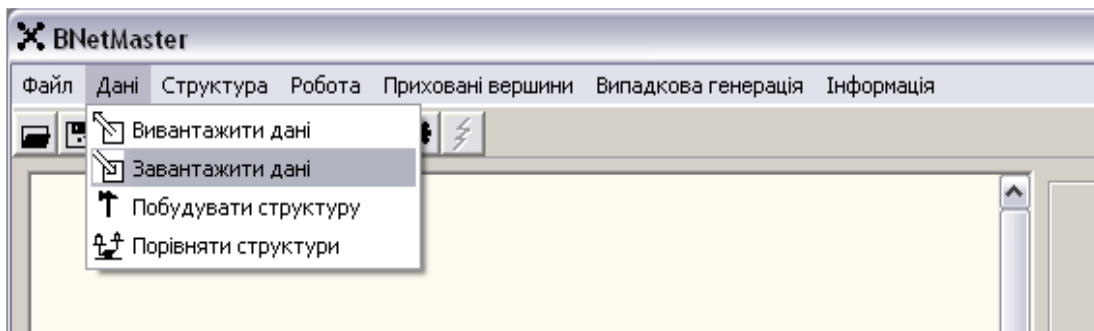 BNetMaster
Файл Дані Структура Робота Приховані вершини Випадкова генерація Інформація
Вивантажити дані
Завантажити дані
Побудувати структуру
Порівняти структури